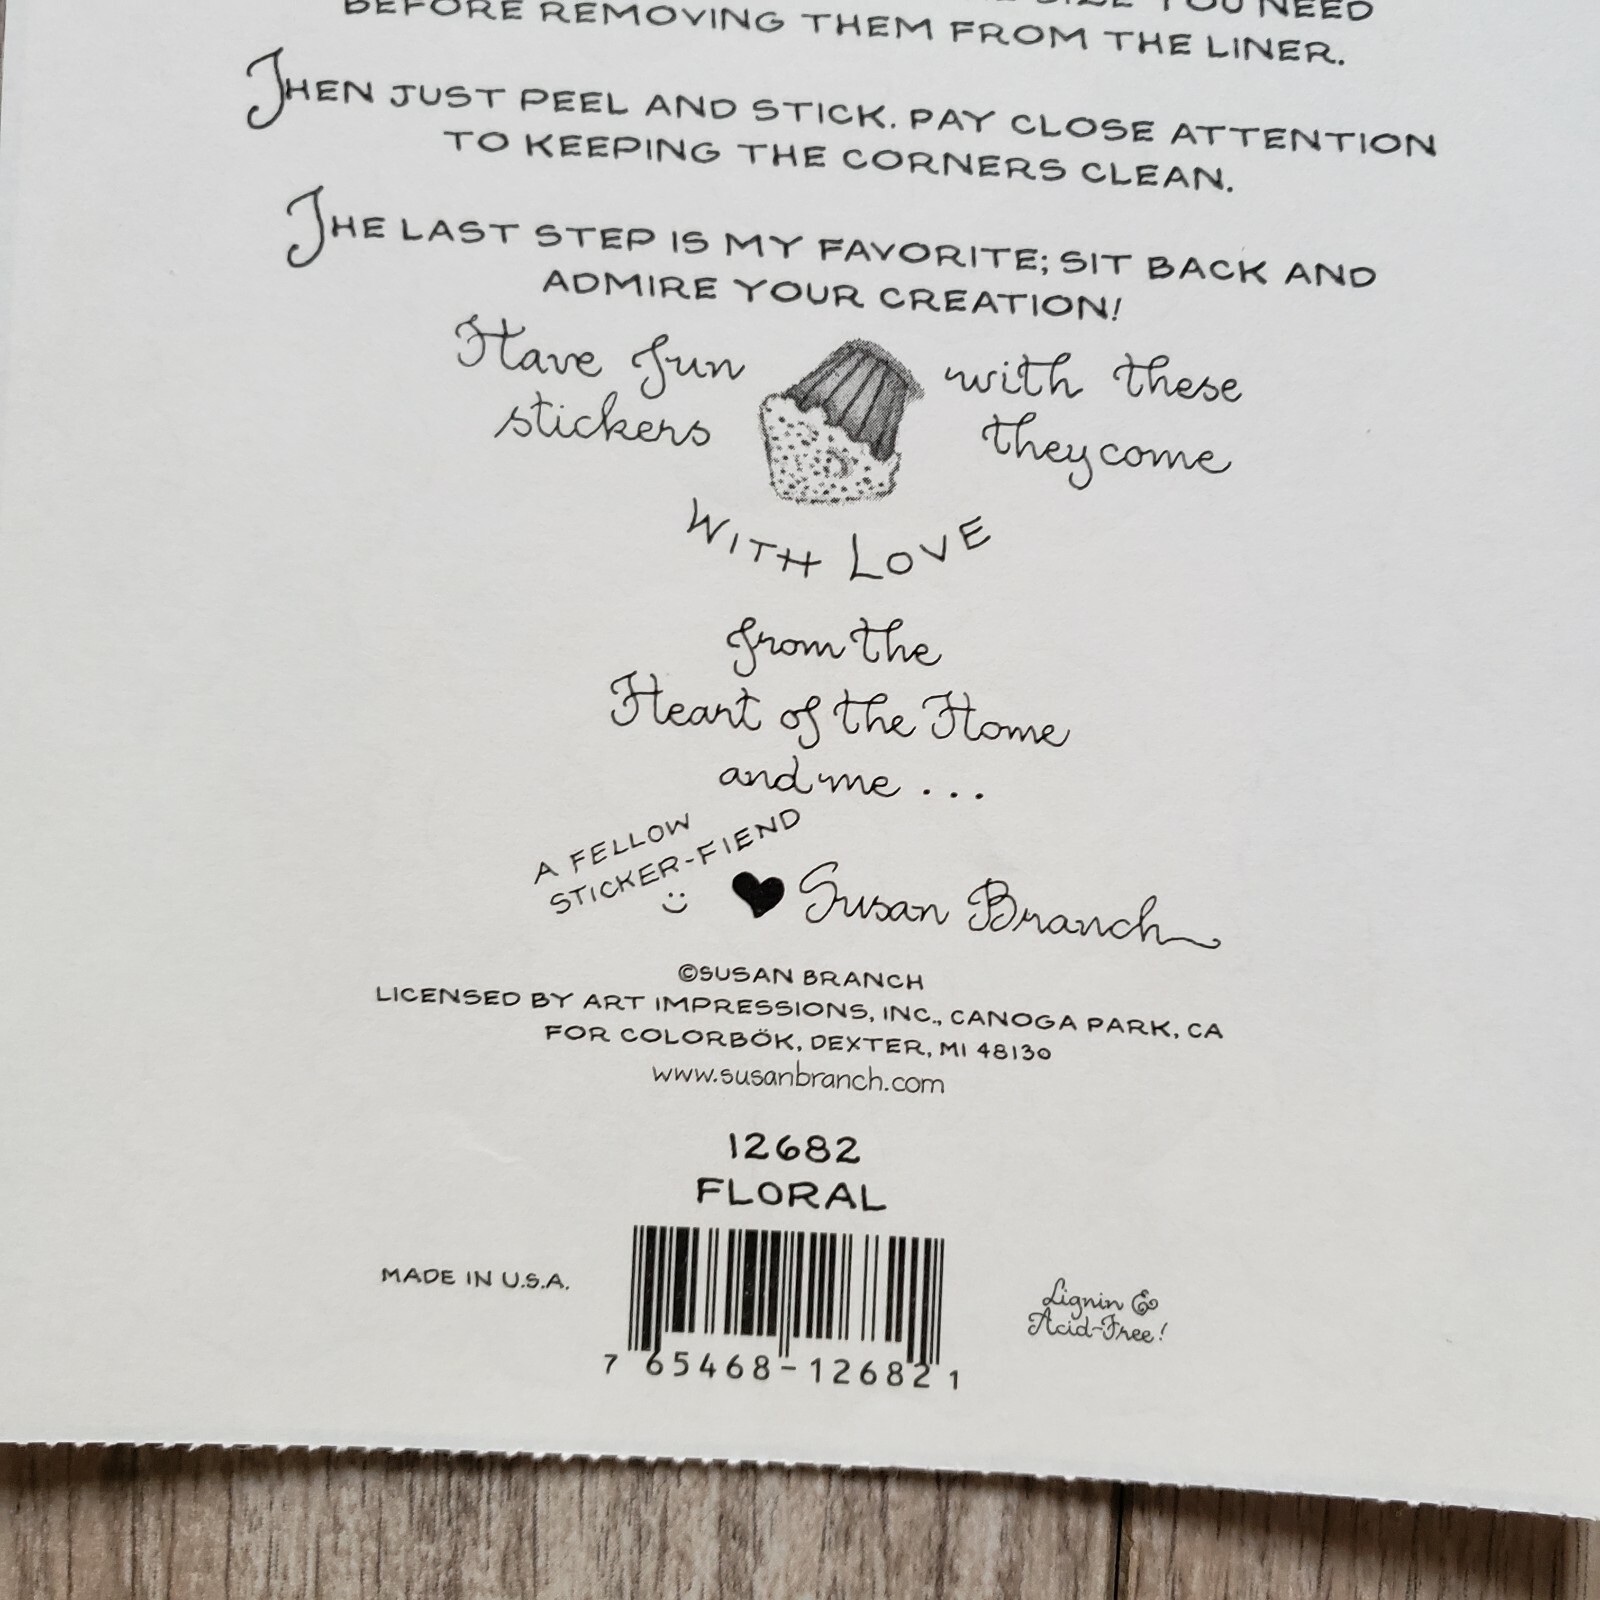 SIZE YOU NEED
BEFORE REMOVING THEM FROM THE LINER.
THEN JUST PEEL AND STICK. PAY CLOSE ATTENTION
TO KEEPING THE CORNERS CLEAN.
THE LAST STEP IS MY FAVORITE; SIT BACK AND
ADMIRE YOUR CREATION!
Have fun with these
stickers they come
WITH LOVE
from the
Heart of the Home
and me . . .
A FELLOW
STICKER-FIEND
Susan Branch
©SUSAN BRANCH
LICENSED BY ART IMPRESSIONS, INC., CANOGA PARK, CA
FOR COLORBÖK, DEXTER, MI 48130
www.susanbranch.com
12682
FLORAL
MADE IN U.S.A.
Lignin &
Acid-Free!
7 65468-12682 1